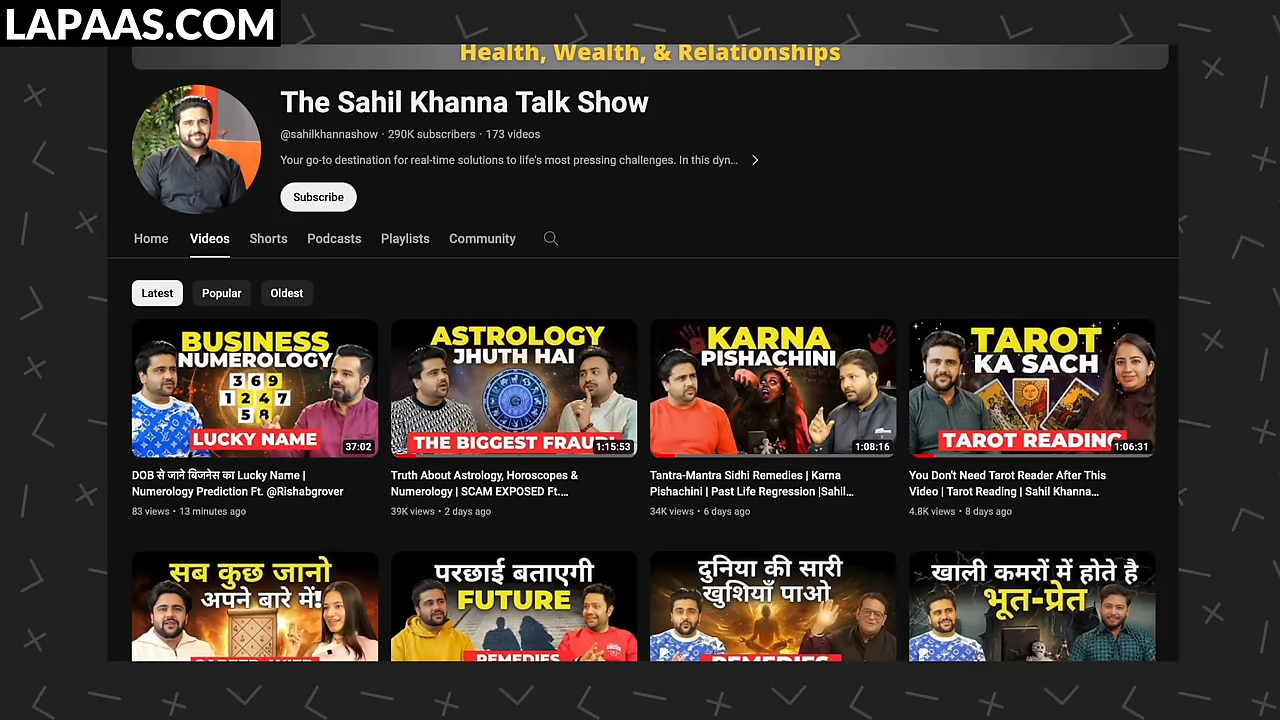 LAPAAS.COM
Health, Wealth, & Relationships
The Sahil Khanna Talk Show
@sahilkhannashow · 290K subscribers · 173 videos
Your go-to destination for real-time solutions to life's most pressing challenges. In this dyn...
Subscribe
Home Videos Shorts Podcasts Playlists Community
Latest Popular Oldest
BUSINESS
NUMEROLOGY
3 6 9
1 2 4 7
5 8
LUCKY NAME
37:02
DOB से जाने बिजनेस का Lucky Name |
Numerology Prediction Ft. @Rishabgrover
83 views · 13 minutes ago
ASTROLOGY
JHUTH HAI
THE BIGGEST FRAUD!
1:15:53
Truth About Astrology, Horoscopes &
Numerology | SCAM EXPOSED Ft....
39K views · 2 days ago
KARNA
PISHACHINI
1:08:16
Tantra-Mantra Sidhi Remedies | Karna
Pishachini | Past Life Regression |Sahil...
34K views · 6 days ago
TAROT
KA SACH
TAROT READING
1:06:31
You Don't Need Tarot Reader After This
Video | Tarot Reading | Sahil Khanna...
4.8K views · 8 days ago
सब कुछ जानो
अपने बारे में!
परछाई बताएगी
FUTURE
REMEDIES
दुनिया की सारी
खुशियाँ पाओ
REMEDIES
खाली कमरों में होते है
भूत-प्रेत